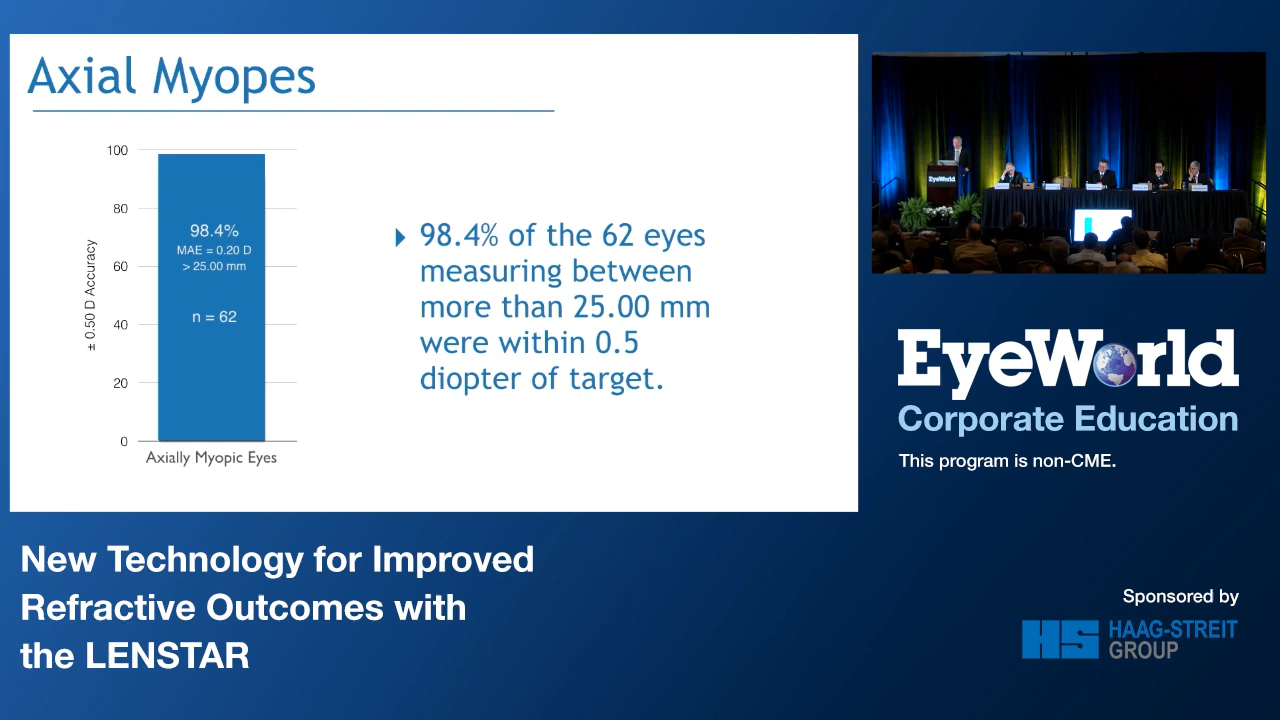 Axial Myopes
100
80
60
40
20
0
± 0.50 D Accuracy
98.4%
MAE = 0.20 D
> 25.00 mm
n = 62
Axially Myopic Eyes
98.4% of the 62 eyes
measuring between
more than 25.00 mm
were within 0.5
diopter of target.
EyeWorld
EyeWorld
Corporate Education
This program is non-CME.
New Technology for Improved
Refractive Outcomes with
the LENSTAR
Sponsored by
HS HAAG-STREIT
GROUP